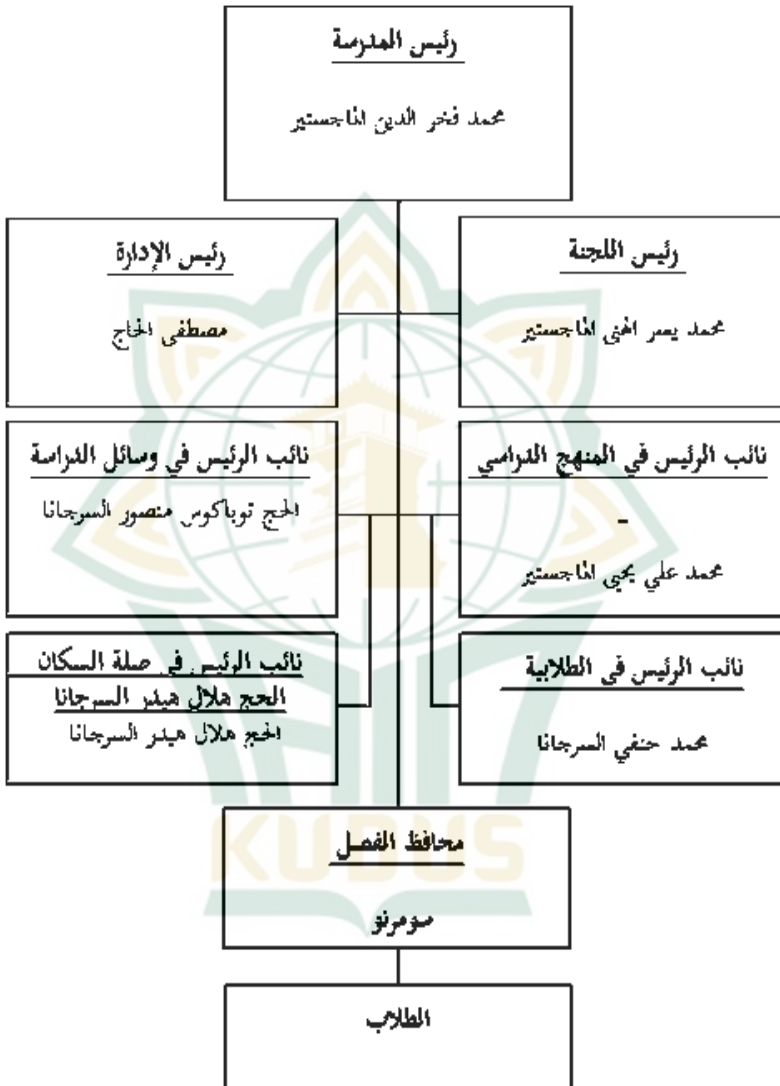 رئيس المدرسة
محمد فخر الدين الماجستير
رئيس اللجنة
محمد يسر الهنى الماجستير
رئيس الإدارة
مصطفى الحاج
نائب الرئيس في المنهج الدراسي
-
محمد علي يحيى الماجستير
نائب الرئيس في وسائل الدراسة
الحج توباكوس منصور السرجانا
نائب الرئيس في الطلابية
محمد حنفي السرجانا
نائب الرئيس في صلة السكان
الحج هلال هيدر السرجانا
الحج هلال هيدر السرجانا
محافظ الفصل
سومرنو
الطلاب
KUDUS